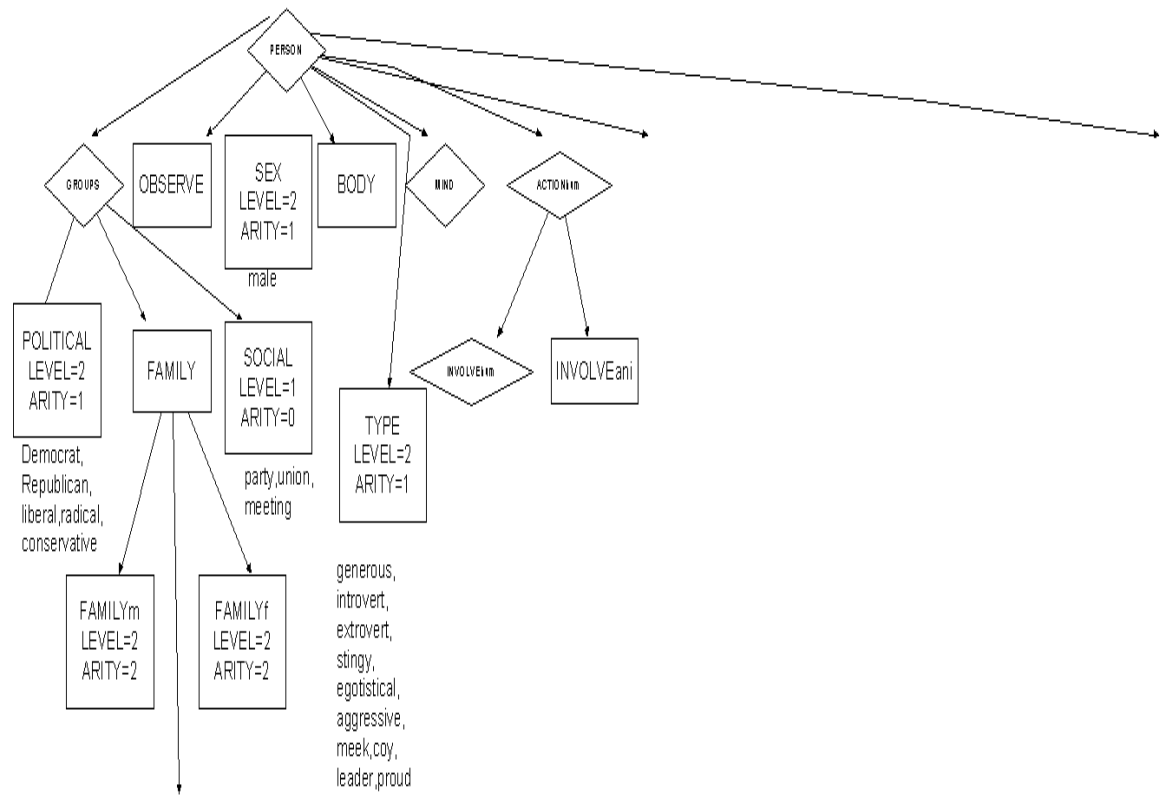 PERSON
GROUPS
OBSERVE
SEX
LEVEL=2
ARITY=1
male
BODY
MIND
ACTIONhum
POLITICAL
LEVEL=2
ARITY=1
Democrat,
Republican,
liberal,radical,
conservative
FAMILY
SOCIAL
LEVEL=1
ARITY=0
party,union,
meeting
TYPE
LEVEL=2
ARITY=1
generous,
introvert,
extrovert,
stingy,
egotistical,
aggressive,
meek,coy,
leader,proud
INVOLVEhum
INVOLVEani
FAMILYm
LEVEL=2
ARITY=2
FAMILYf
LEVEL=2
ARITY=2